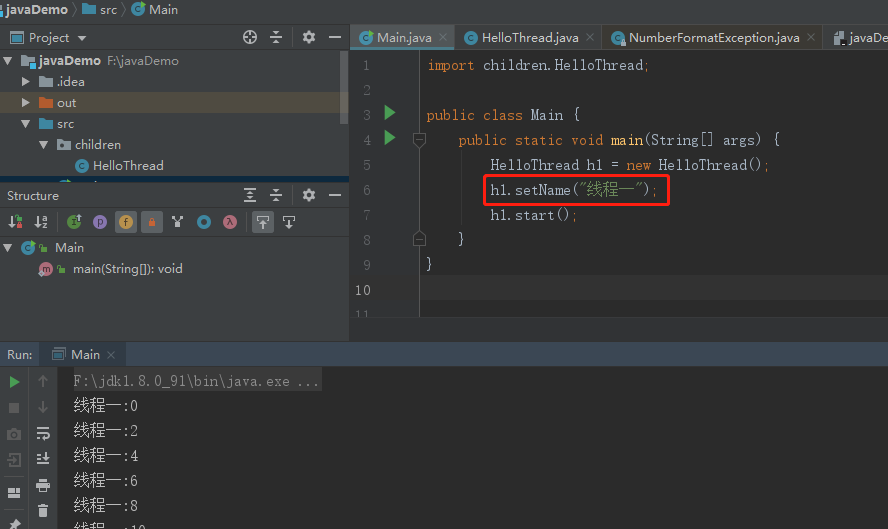 javaDemo src Main
Project
Main.java HelloThread.java NumberFormatException.java javaDe
javaDemo F:\javaDemo
.idea
out
src
children
HelloThread
1 import children.HelloThread;
2
3 public class Main {
4 public static void main(String[] args) {
5 HelloThread h1 = new HelloThread();
6 h1.setName("线程一");
7 h1.start();
8 }
9 }
10
11
Structure
Main
main(String[]): void
Run: Main
F:\jdk1.8.0_91\bin\java.exe ...
线程一:0
线程一:2
线程一:4
线程一:6
线程一:8
线程一:10